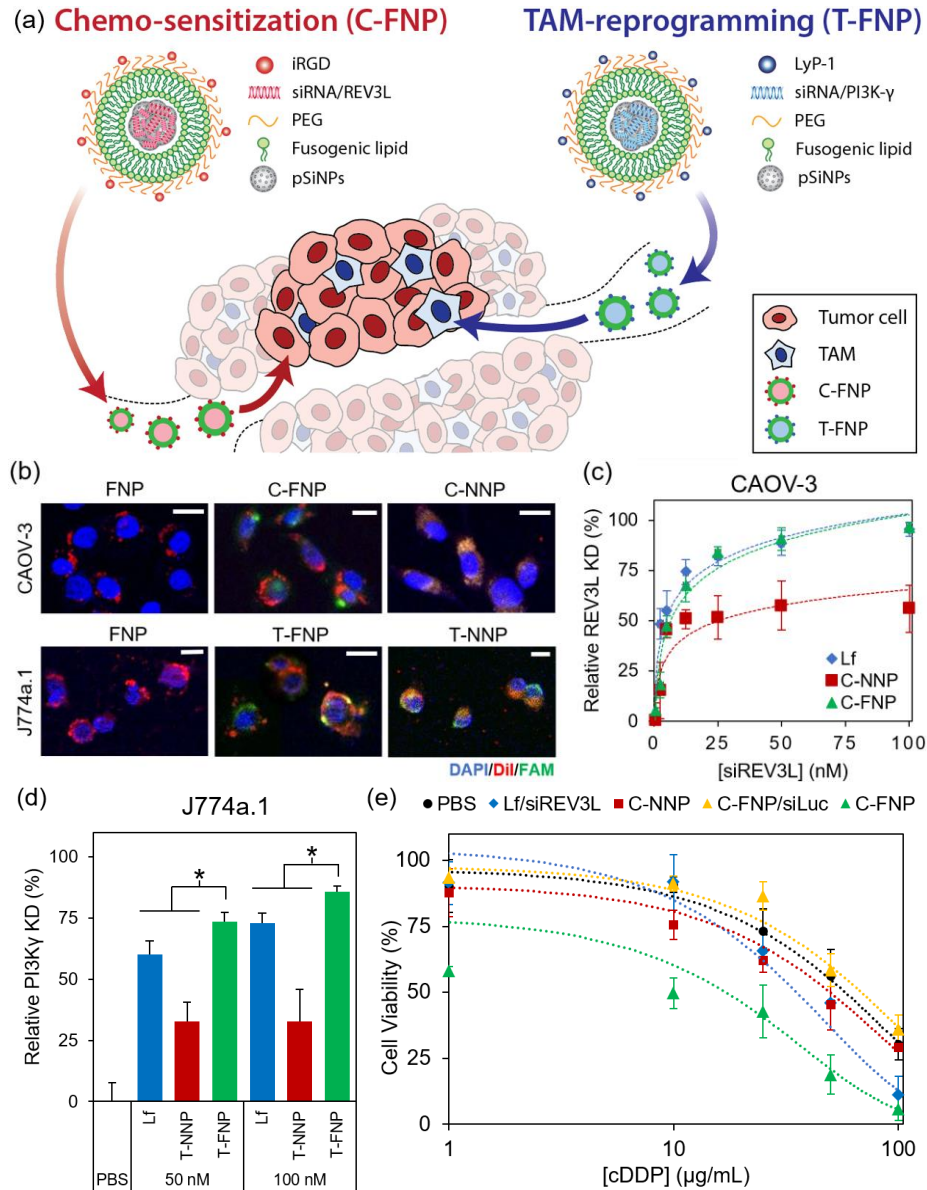 (a) Chemo-sensitization (C-FNP)
TAM-reprogramming (T-FNP)
iRGD
siRNA/REV3L
PEG
Fusogenic lipid
pSiNPs
LyP-1
siRNA/PI3K-γ
PEG
Fusogenic lipid
pSiNPs
Tumor cell
TAM
C-FNP
T-FNP
(b)
FNP
C-FNP
C-NNP
CAOV-3
FNP
T-FNP
T-NNP
J774a.1
DAPI/DiI/FAM
(c)
CAOV-3
Relative REV3L KD (%)
100
75
50
25
0
Lf
C-NNP
C-FNP
0
25
50
75
100
[siREV3L] (nM)
(d)
J774a.1
Relative PI3Kγ KD (%)
100
75
50
25
0
*
*
Lf
T-NNP
T-FNP
Lf
T-NNP
T-FNP
PBS
50 nM
100 nM
(e)
PBS
Lf/siREV3L
C-NNP
C-FNP/siLuc
C-FNP
Cell Viability (%)
100
75
50
25
0
1
10
100
[cDDP] (µg/mL)